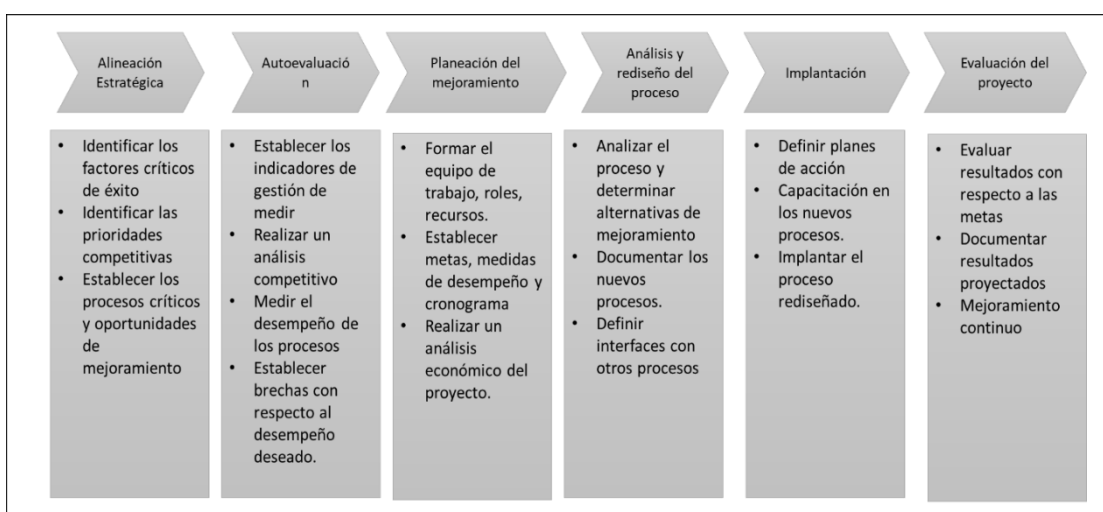 Alineación
Estratégica
Autoevaluació
n
Planeación del
mejoramiento
Análisis y
rediseño del
proceso
Implantación
Evaluación del
proyecto
• Identificar los
factores críticos
de éxito
• Identificar las
prioridades
competitivas
• Establecer los
procesos críticos
y oportunidades
de
mejoramiento
• Establecer los
indicadores de
gestión de
medir
• Realizar un
análisis
competitivo
• Medir el
desempeño de
los procesos
• Establecer
brechas con
respecto al
desempeño
deseado.
• Formar el
equipo de
trabajo, roles,
recursos.
• Establecer
metas, medidas
de desempeño y
cronograma
• Realizar un
análisis
económico del
proyecto.
• Analizar el
proceso y
determinar
alternativas de
mejoramiento
• Documentar los
nuevos
procesos.
• Definir
interfaces con
otros procesos
• Definir planes
de acción
• Capacitación en
los nuevos
procesos.
• Implantar el
proceso
rediseñado.
• Evaluar
resultados con
respecto a las
metas
• Documentar
resultados
proyectados
• Mejoramiento
continuo